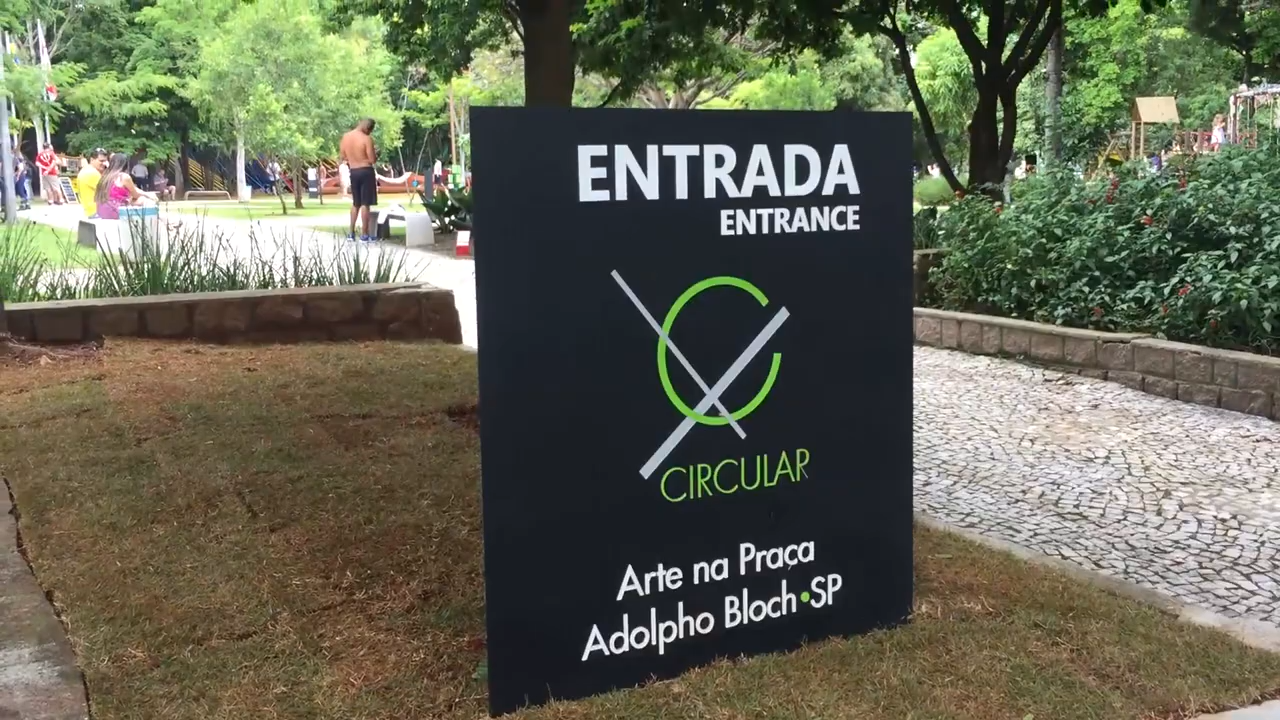 ENTRADA
ENTRANCE
CIRCULAR
Arte na Praça
Adolpho Bloch•SP